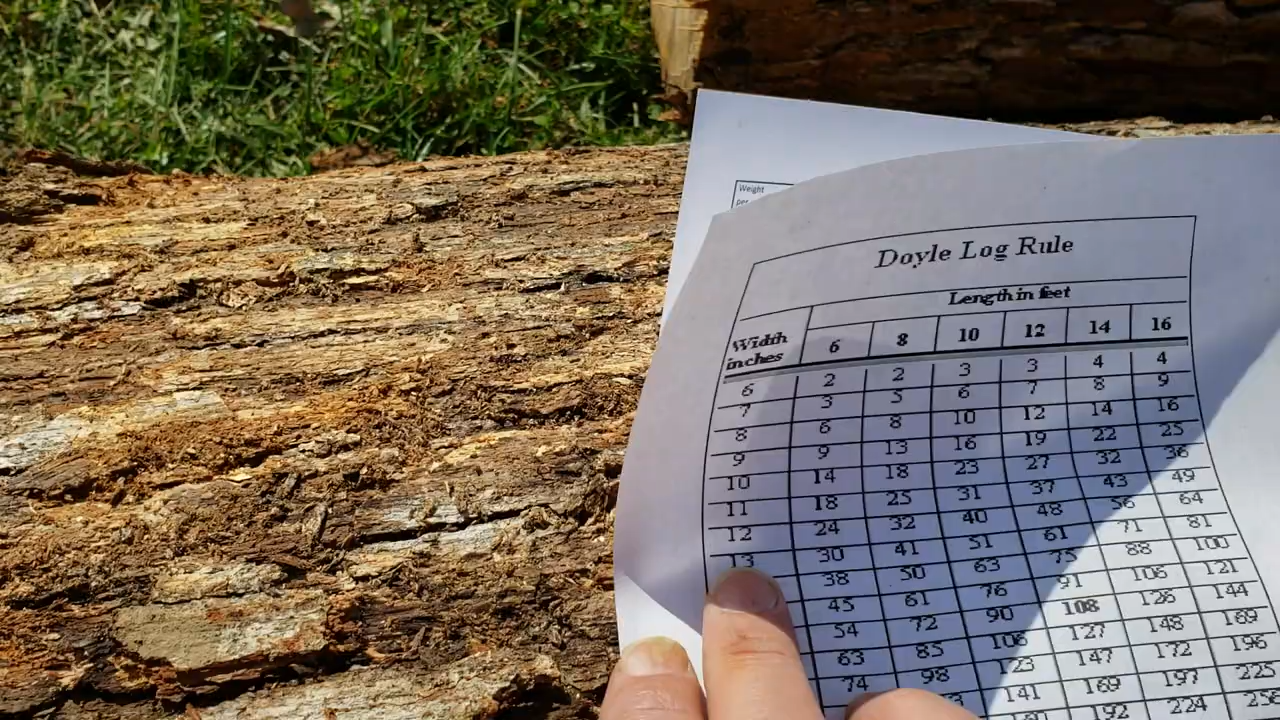 Weight
per
Doyle Log Rule
Length in feet
Width inches 6 8 10 12 14 16
6 2 2 3 3 4 4
7 3 5 6 7 8 9
8 6 8 10 12 14 16
9 9 13 16 19 22 25
10 14 18 23 27 32 36
11 18 25 31 37 43 49
12 24 32 40 48 56 64
13 30 41 51 61 71 81
38 50 63 75 88 100
45 61 76 91 106 121
54 72 90 108 126 144
63 85 106 127 148 169
74 98 123 147 172 196
141 169 197 225
192 224